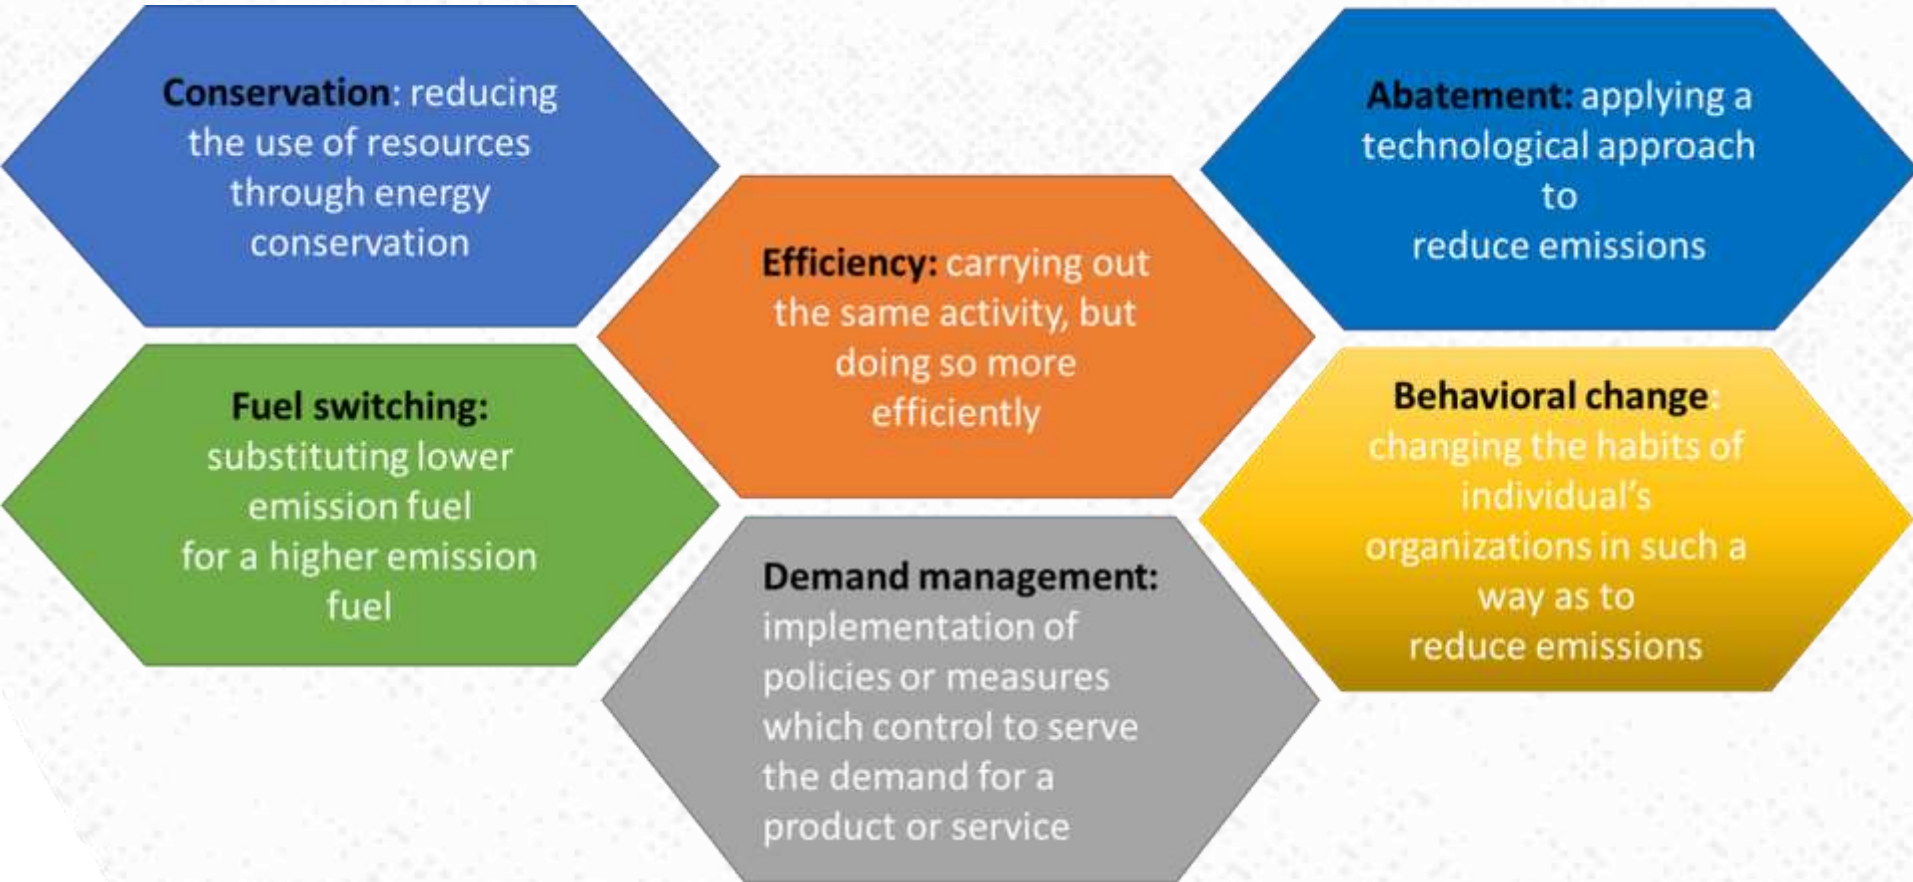 Conservation: reducing
the use of resources
through energy
conservation
Fuel switching:
substituting lower
emission fuel
for a higher emission
fuel
Efficiency: carrying out
the same activity, but
doing so more
efficiently
Demand management:
implementation of
policies or measures
which control to serve
the demand for a
product or service
Abatement: applying a
technological approach
to
reduce emissions
Behavioral change:
changing the habits of
individual’s
organizations in such a
way as to
reduce emissions